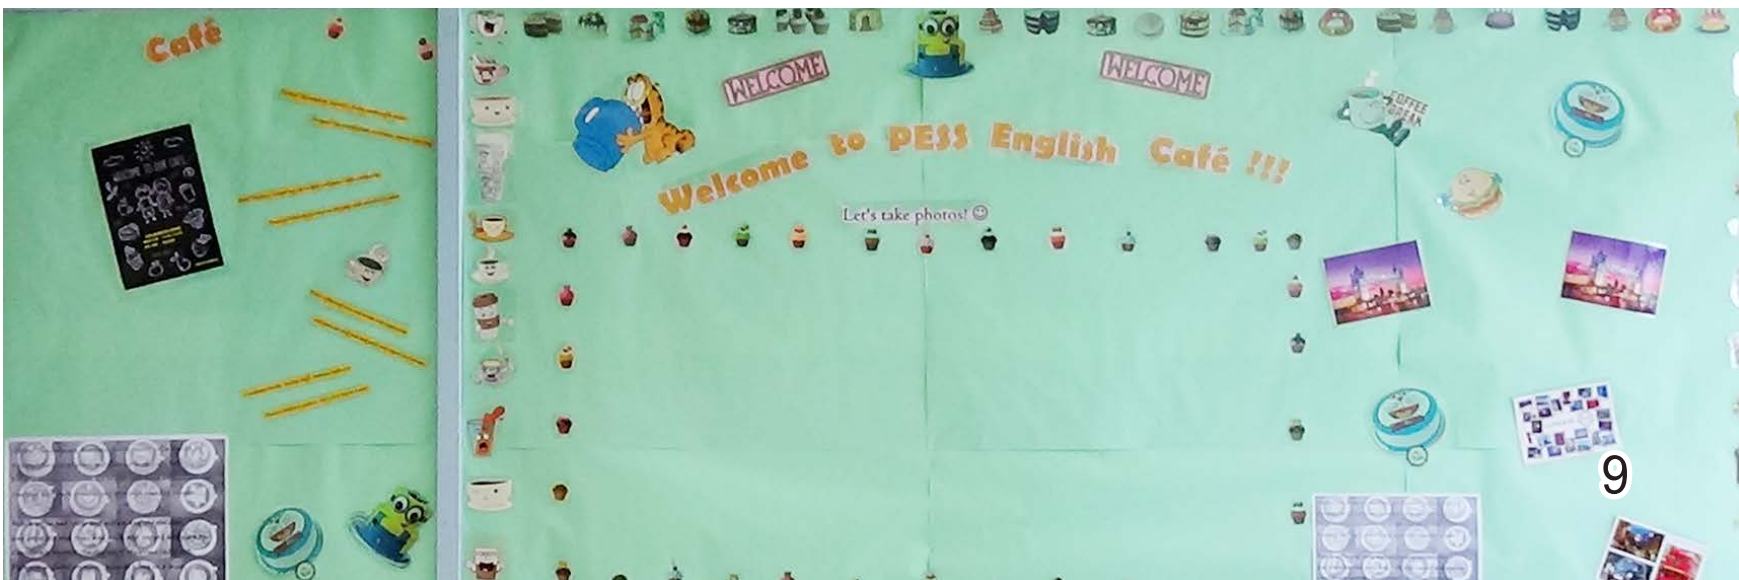 Café
WELCOME
WELCOME
Welcome to PESS English Café !!!
COFFEE
BREAK
Let's take photos! ☺
9